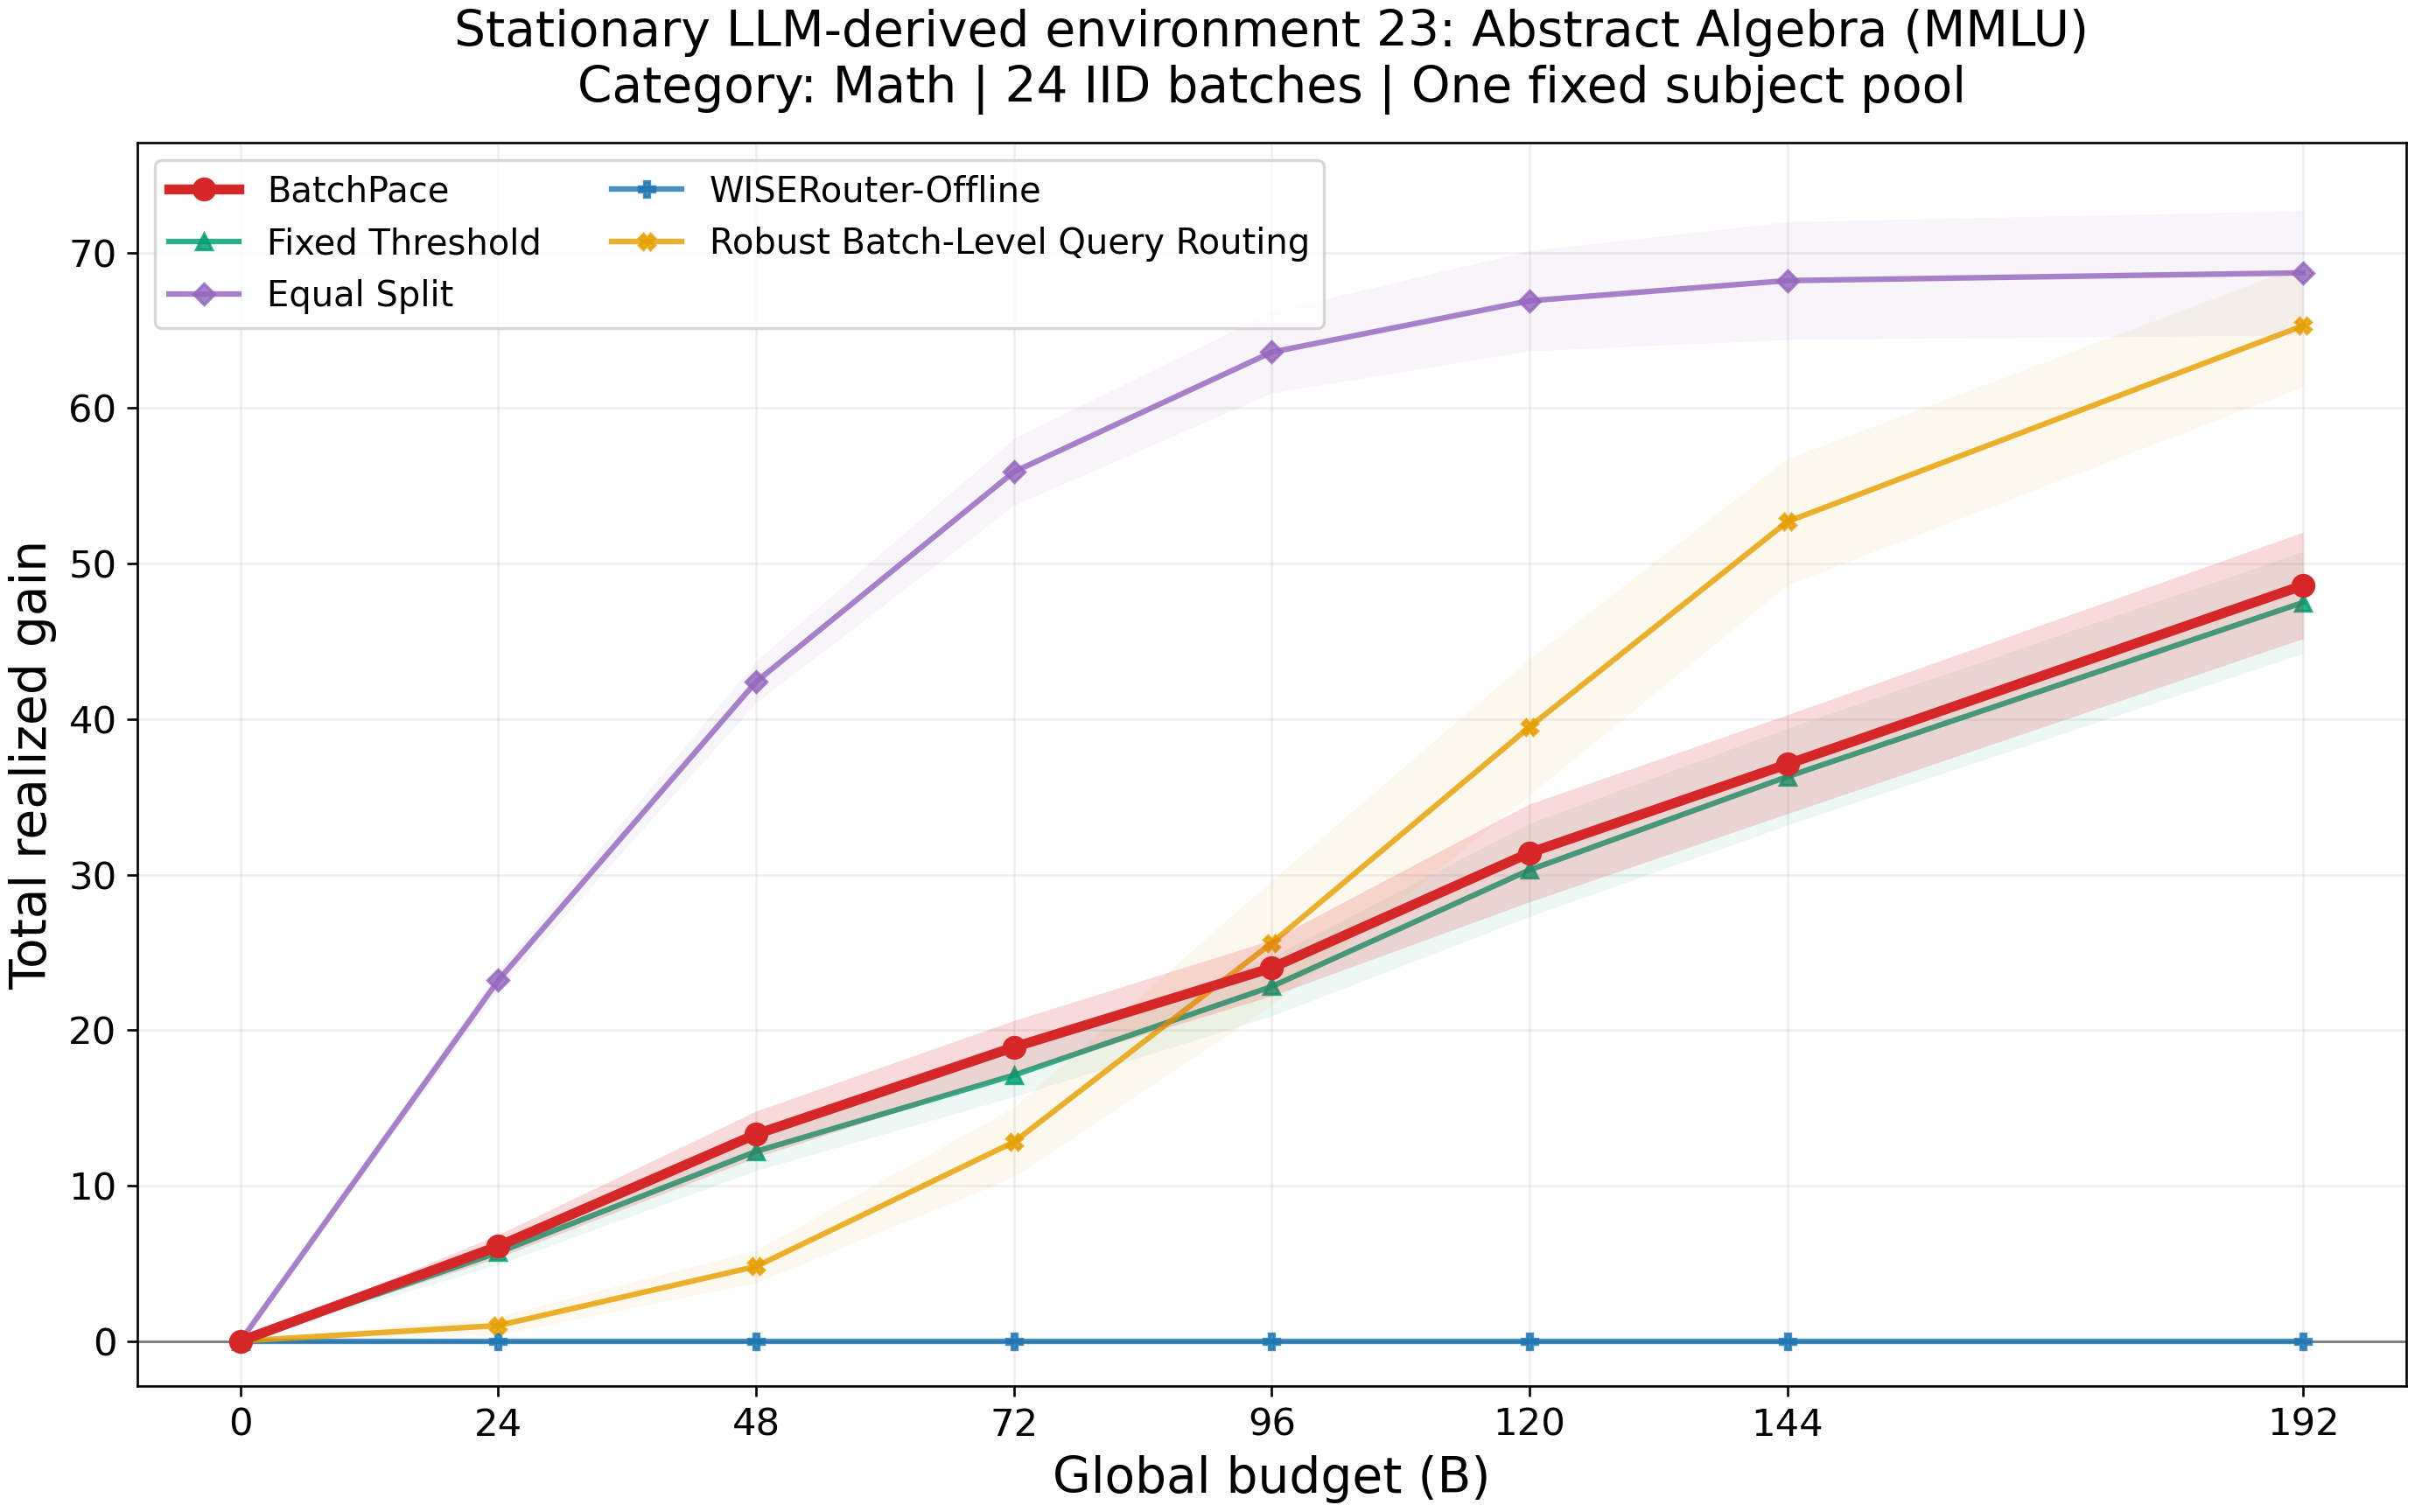 Stationary LLM-derived environment 23: Abstract Algebra (MMLU)
Category: Math | 24 IID batches | One fixed subject pool
BatchPace
Fixed Threshold
Equal Split
WISERouter-Offline
Robust Batch-Level Query Routing
Total realized gain
70
60
50
40
30
20
10
0
0 24 48 72 96 120 144 192
Global budget (B)